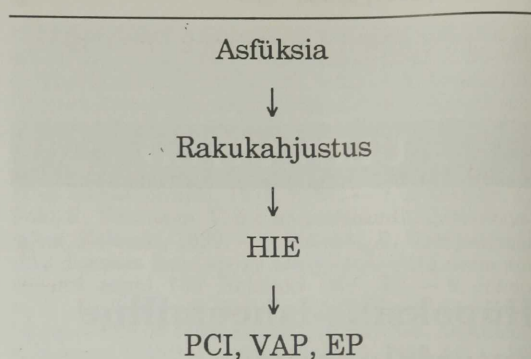 Asfüksia
↓
Rakukahjustus
↓
HIE
↓
PCI, VAP, EP